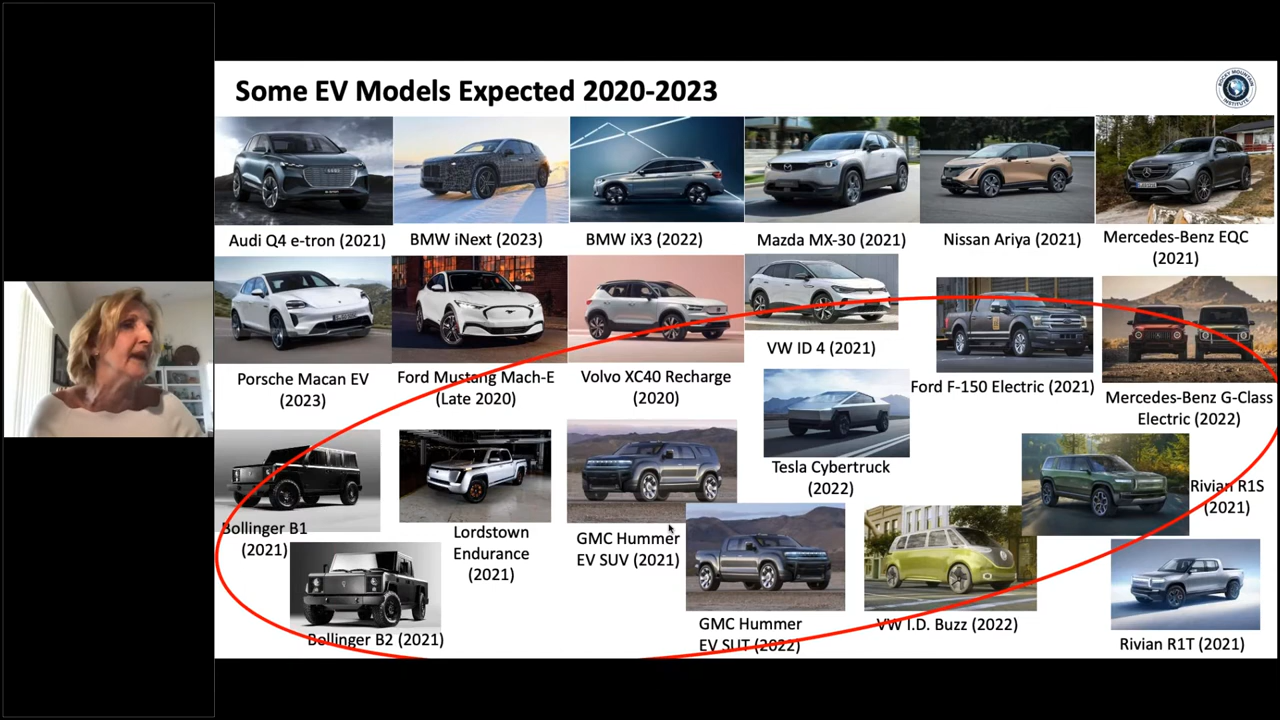 Some EV Models Expected 2020-2023
ROCKY MOUNTAIN
INSTITUTE
Audi Q4 e-tron (2021)
BMW iNext (2023)
BMW iX3 (2022)
Mazda MX-30 (2021)
Nissan Ariya (2021)
Mercedes-Benz EQC
(2021)
Porsche Macan EV
(2023)
Ford Mustang Mach-E
(Late 2020)
Volvo XC40 Recharge
(2020)
VW ID 4 (2021)
Ford F-150 Electric (2021)
Mercedes-Benz G-Class
Electric (2022)
Bollinger B1
(2021)
Bollinger B2 (2021)
Lordstown
Endurance
(2021)
GMC Hummer
EV SUV (2021)
Tesla Cybertruck
(2022)
GMC Hummer
EV SUT (2022)
VW I.D. Buzz (2022)
Rivian R1S
(2021)
Rivian R1T (2021)